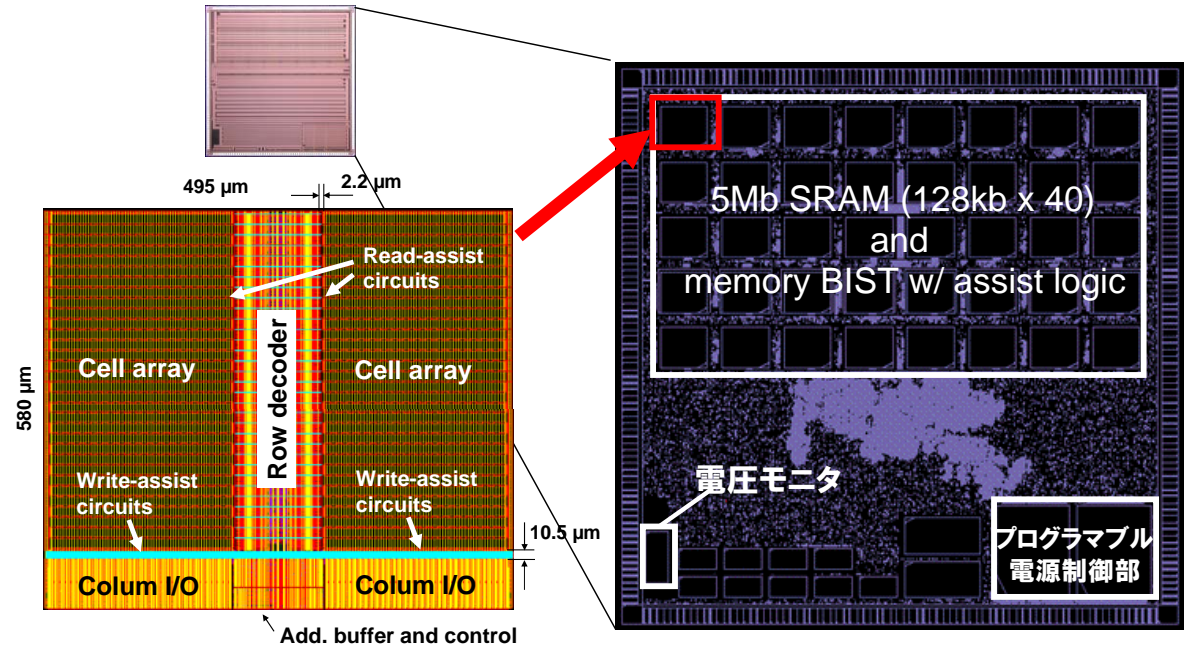 495 µm
2.2 µm
580 µm
Read-assist
circuits
Cell array
Row decoder
Cell array
Write-assist
circuits
Write-assist
circuits
10.5 µm
Colum I/O
Colum I/O
Add. buffer and control
5Mb SRAM (128kb x 40)
and
memory BIST w/ assist logic
電圧モニタ
プログラマブル
電源制御部